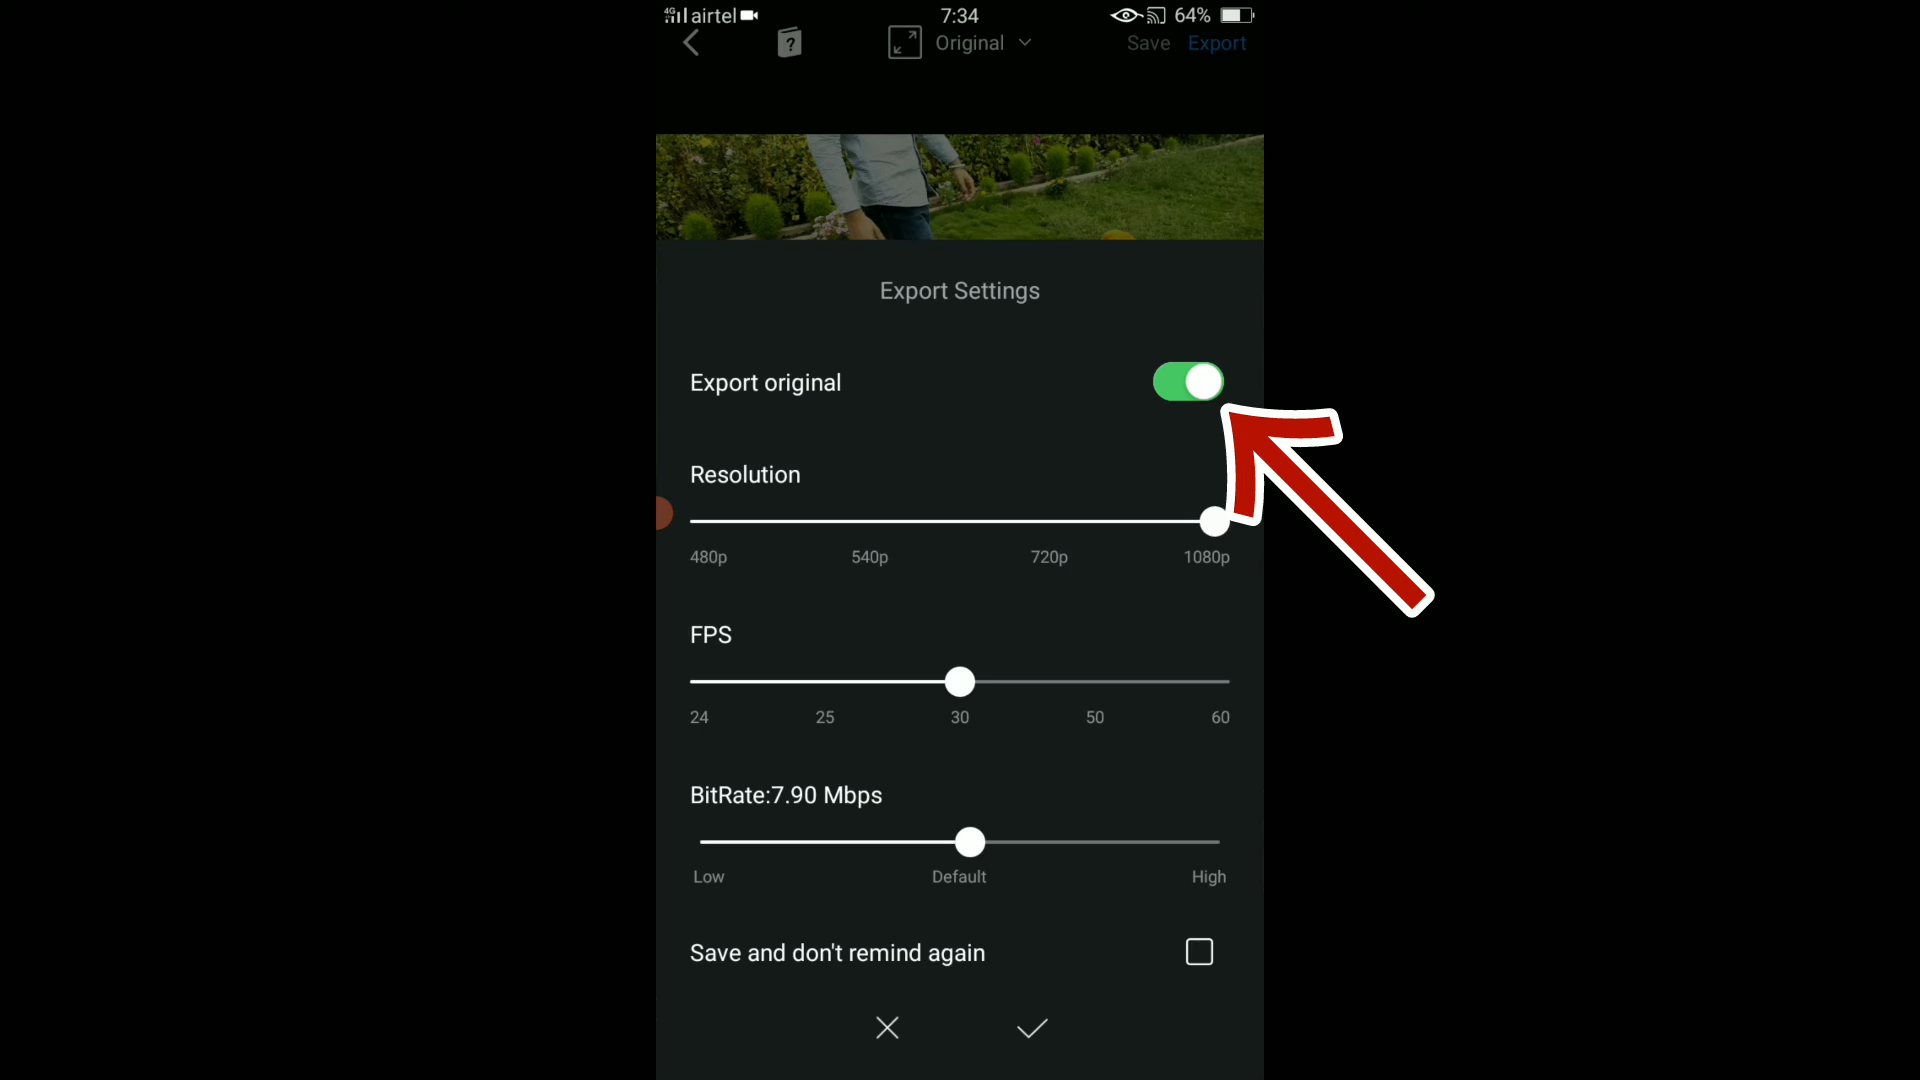 4G airtel 7:34 64%
? Original Save Export
Export Settings
Export original
Resolution
480p 540p 720p 1080p
FPS
24 25 30 50 60
BitRate:7.90 Mbps
Low Default High
Save and don't remind again